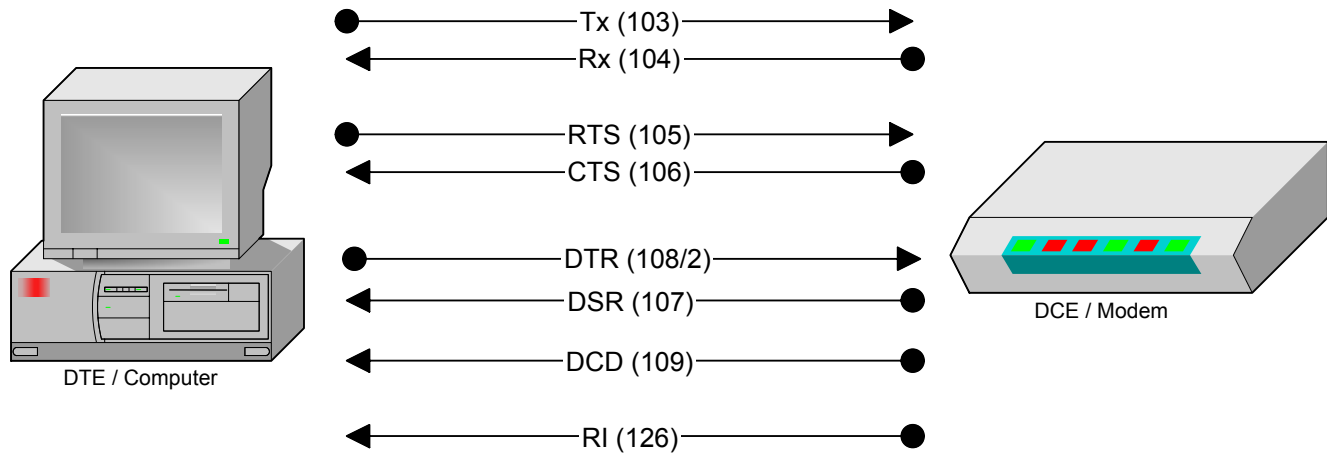 Tx (103)
Rx (104)
RTS (105)
CTS (106)
DTR (108/2)
DSR (107)
DCD (109)
RI (126)
DTE / Computer
DCE / Modem